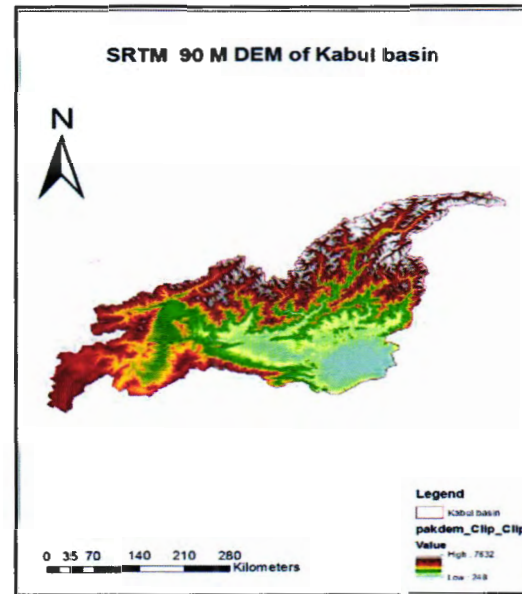 SRTM 90 M DEM of Kabul basin
N
Legend
Kabul basin
pakdem_Clip_Clip
Value
High : 7632
Low : 248
0 35 70 140 210 280
Kilometers